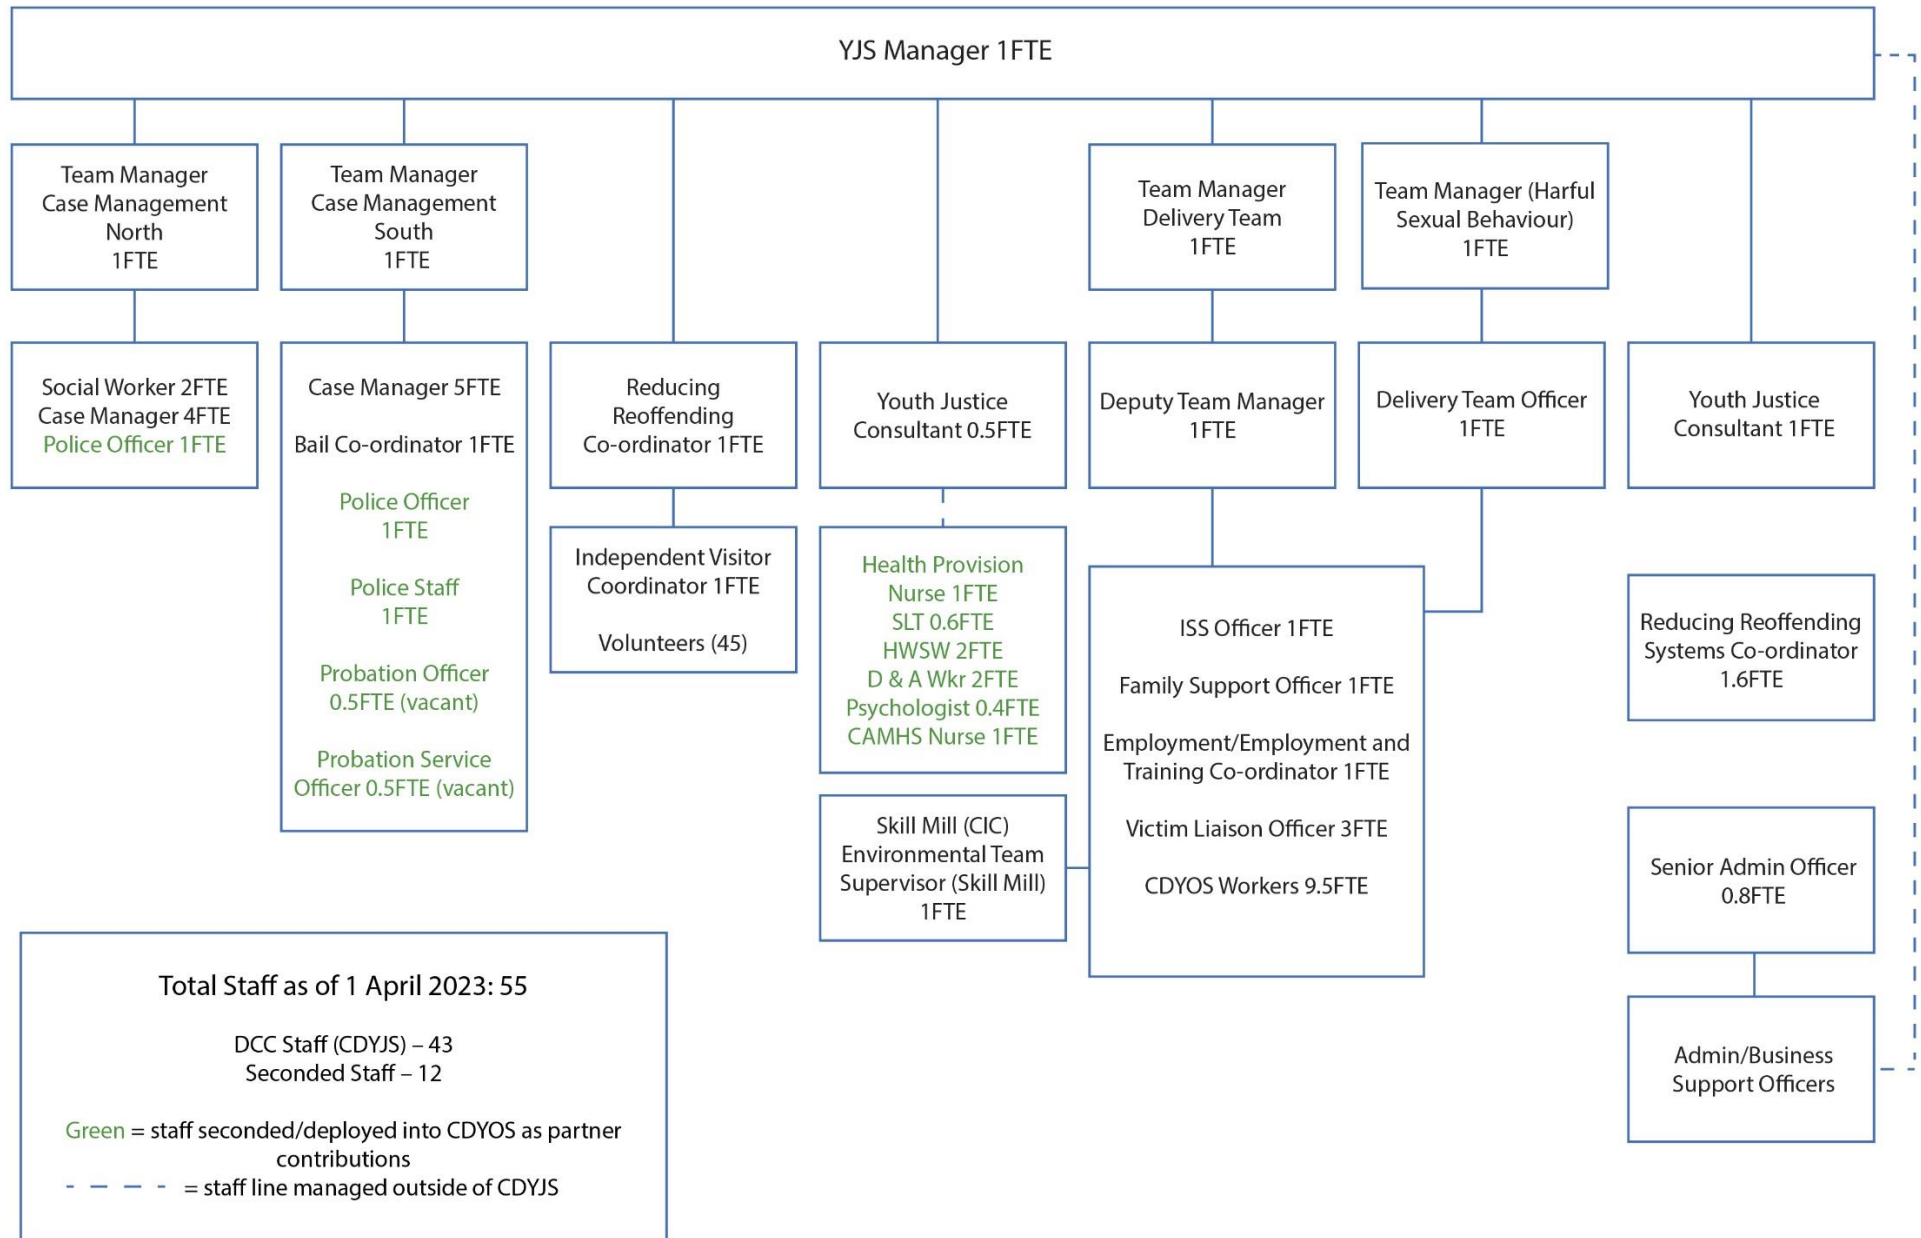 YJS Manager 1FTE
Team Manager
Case Management
North
1FTE
Team Manager
Case Management
South
1FTE
Team Manager
Delivery Team
1FTE
Team Manager (Harful
Sexual Behaviour)
1FTE
Social Worker 2FTE
Case Manager 4FTE
Police Officer 1FTE
Case Manager 5FTE
Bail Co-ordinator 1FTE
Police Officer
1FTE
Police Staff
1FTE
Probation Officer
0.5FTE (vacant)
Probation Service
Officer 0.5FTE (vacant)
Reducing
Reoffending
Co-ordinator 1FTE
Independent Visitor
Coordinator 1FTE
Volunteers (45)
Youth Justice
Consultant 0.5FTE
Health Provision
Nurse 1FTE
SLT 0.6FTE
HWSW 2FTE
D & A Wkr 2FTE
Psychologist 0.4FTE
CAMHS Nurse 1FTE
Skill Mill (CIC)
Environmental Team
Supervisor (Skill Mill)
1FTE
Deputy Team Manager
1FTE
Delivery Team Officer
1FTE
ISS Officer 1FTE
Family Support Officer 1FTE
Employment/Employment and
Training Co-ordinator 1FTE
Victim Liaison Officer 3FTE
CDYOS Workers 9.5FTE
Youth Justice
Consultant 1FTE
Reducing Reoffending
Systems Co-ordinator
1.6FTE
Senior Admin Officer
0.8FTE
Admin/Business
Support Officers
Total Staff as of 1 April 2023: 55
DCC Staff (CDYJS) – 43
Seconded Staff – 12
Green = staff seconded/deployed into CDYOS as partner
contributions
= staff line managed outside of CDYJS